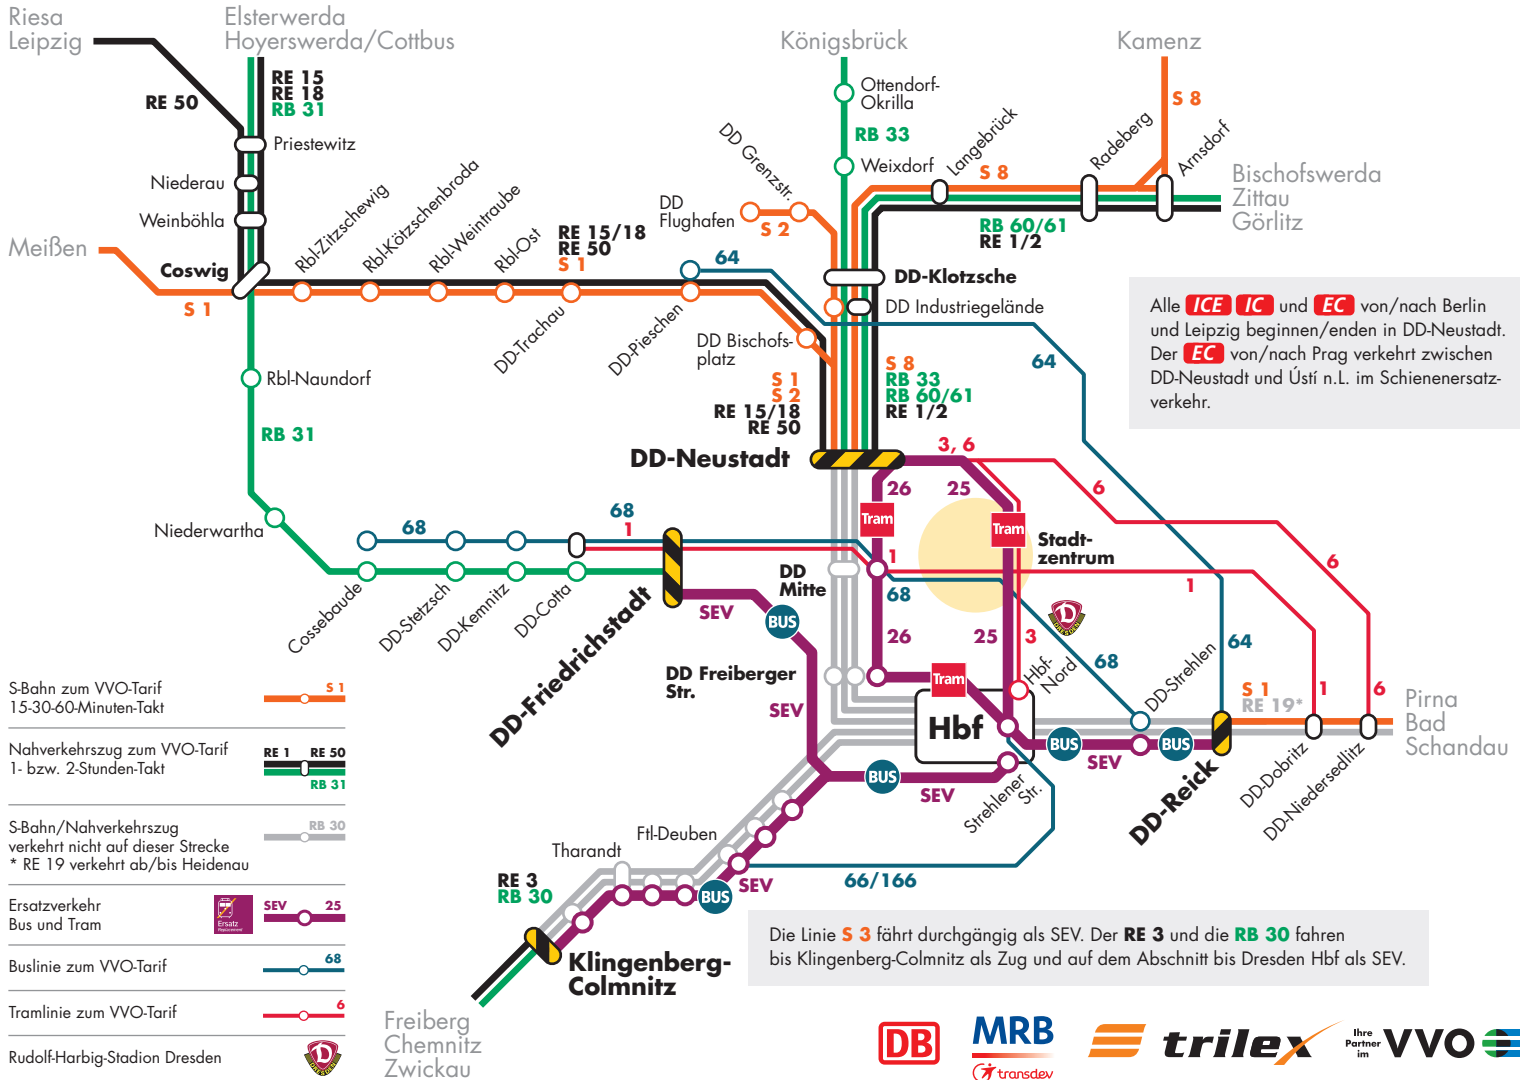 Riesa
Leipzig
Elsterwerda
Hoyerswerda/Cottbus
Königsbrück
Kamenz
RE 50
RE 15
RE 18
RB 31
Ottendorf-
Okrilla
RB 33
Weixdorf
S 8
Priestewitz
Niederau
Weinböhla
Meißen
Coswig
S 1
Rbl-Zitzschewig
Rbl-Kötzschenbroda
Rbl-Weintraube
Rbl-Ost
RE 15/18
RE 50
S 1
DD-Trachau
DD-Pieschen
64
DD
Flughafen
DD Grenzstr.
S 2
Langebrück
S 8
Radeberg
Arnsdorf
RB 60/61
RE 1/2
Bischofswerda
Zittau
Görlitz
DD-Klotzsche
DD Industriegelände
DD Bischofs-
platz
64
Alle ICE IC und EC von/nach Berlin
und Leipzig beginnen/enden in DD-Neustadt.
Der EC von/nach Prag verkehrt zwischen
DD-Neustadt und Ústí n.L. im Schienenersatz-
verkehr.
Rbl-Naundorf
RB 31
S 1
S 2
RE 15/18
RE 50
S 8
RB 33
RB 60/61
RE 1/2
DD-Neustadt
3, 6
26
25
6
Tram
Tram
Niederwartha
68
68
1
Stadt-
zentrum
1
6
1
DD
Mitte
68
Cossebaude
DD-Stetzsch
DD-Kemnitz
DD-Cotta
DD-Friedrichstadt
SEV
BUS
DRESDEN
26
25
3
Hbf-
Nord
68
DD-Strehlen
64
DD Freiberger
Str.
Tram
SEV
Hbf
S 1
RE 19*
1
6
Pirna
Bad
Schandau
BUS
SEV
BUS
DD-Reick
DD-Dobritz
DD-Niedersedlitz
BUS
SEV
Strehlener
Str.
Ftl-Deuben
Tharandt
SEV
BUS
66/166
RE 3
RB 30
Klingenberg-
Colmnitz
Freiberg
Chemnitz
Zwickau
Die Linie S 3 fährt durchgängig als SEV. Der RE 3 und die RB 30 fahren
bis Klingenberg-Colmnitz als Zug und auf dem Abschnitt bis Dresden Hbf als SEV.
S-Bahn zum VVO-Tarif
15-30-60-Minuten-Takt
S 1
Nahverkehrszug zum VVO-Tarif
1- bzw. 2-Stunden-Takt
RE 1 RE 50
RB 31
S-Bahn/Nahverkehrszug
verkehrt nicht auf dieser Strecke
* RE 19 verkehrt ab/bis Heidenau
RB 30
Ersatzverkehr
Bus und Tram
Ersatz
Replacement
SEV 25
Buslinie zum VVO-Tarif
68
Tramlinie zum VVO-Tarif
6
Rudolf-Harbig-Stadion Dresden
DRESDEN
DB
MRB
transdev
trilex
Ihre
Partner
im
VVO